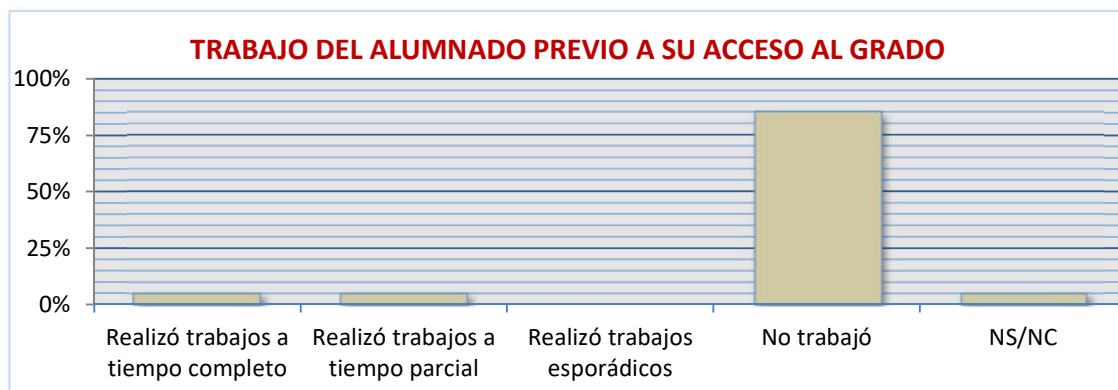 TRABAJO DEL ALUMNADO PREVIO A SU ACCESO AL GRADO
100%
75%
50%
25%
0%
Realizó trabajos a
tiempo completo
Realizó trabajos a
tiempo parcial
Realizó trabajos
esporádicos
No trabajó
NS/NC